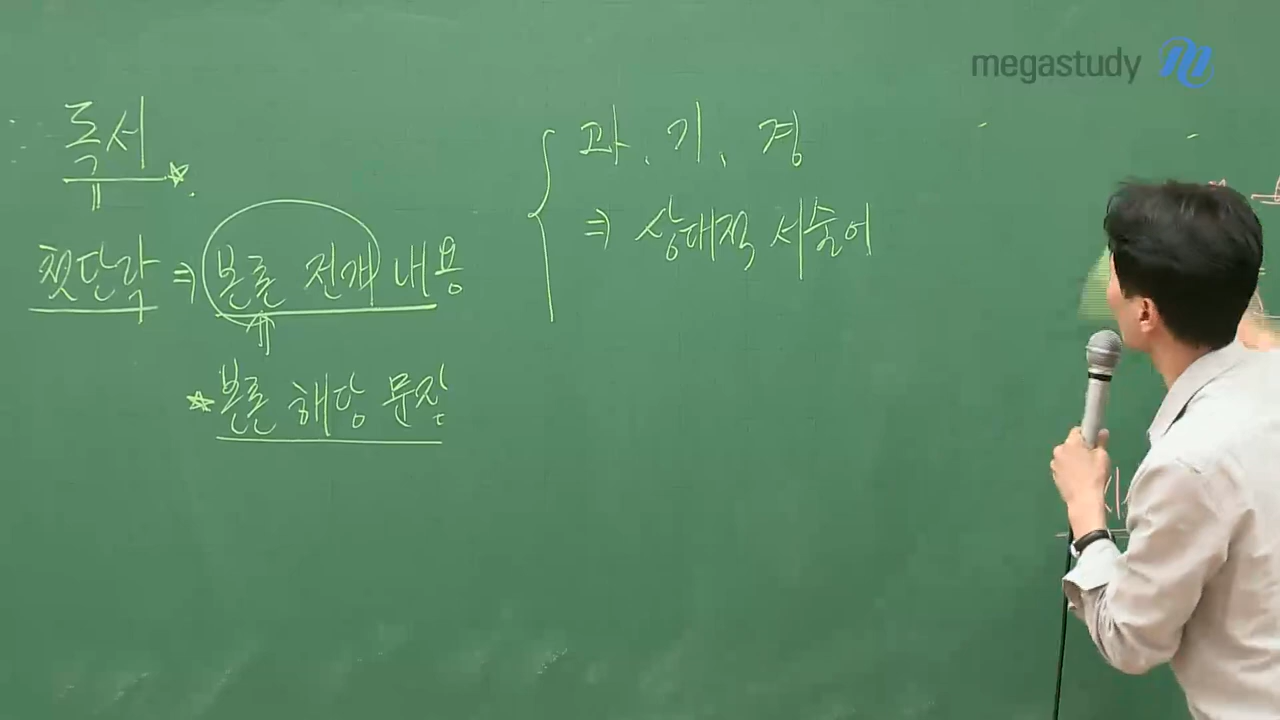 megastudy
독서
첫단락 ⇒ 본론 전개 내용
* 본론 해당 문장
과, 기, 경
⇒ 상대적 서술어